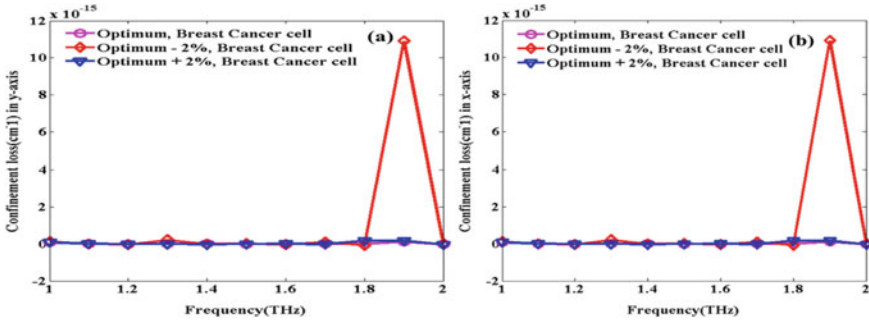 12 x 10⁻¹⁵
Optimum, Breast Cancer cell (a)
Optimum - 2%, Breast Cancer cell
Optimum + 2%, Breast Cancer cell
10
8
6
4
2
0
-2
1 1.2 1.4 1.6 1.8 2
Frequency(THz)
Confinement loss(cm⁻¹) in y-axis
12 x 10⁻¹⁵
Optimum, Breast Cancer cell (b)
Optimum - 2%, Breast Cancer cell
Optimum + 2%, Breast Cancer cell
10
8
6
4
2
0
-2
1 1.2 1.4 1.6 1.8 2
Frequency(THz)
Confinement loss(cm⁻¹) in x-axis